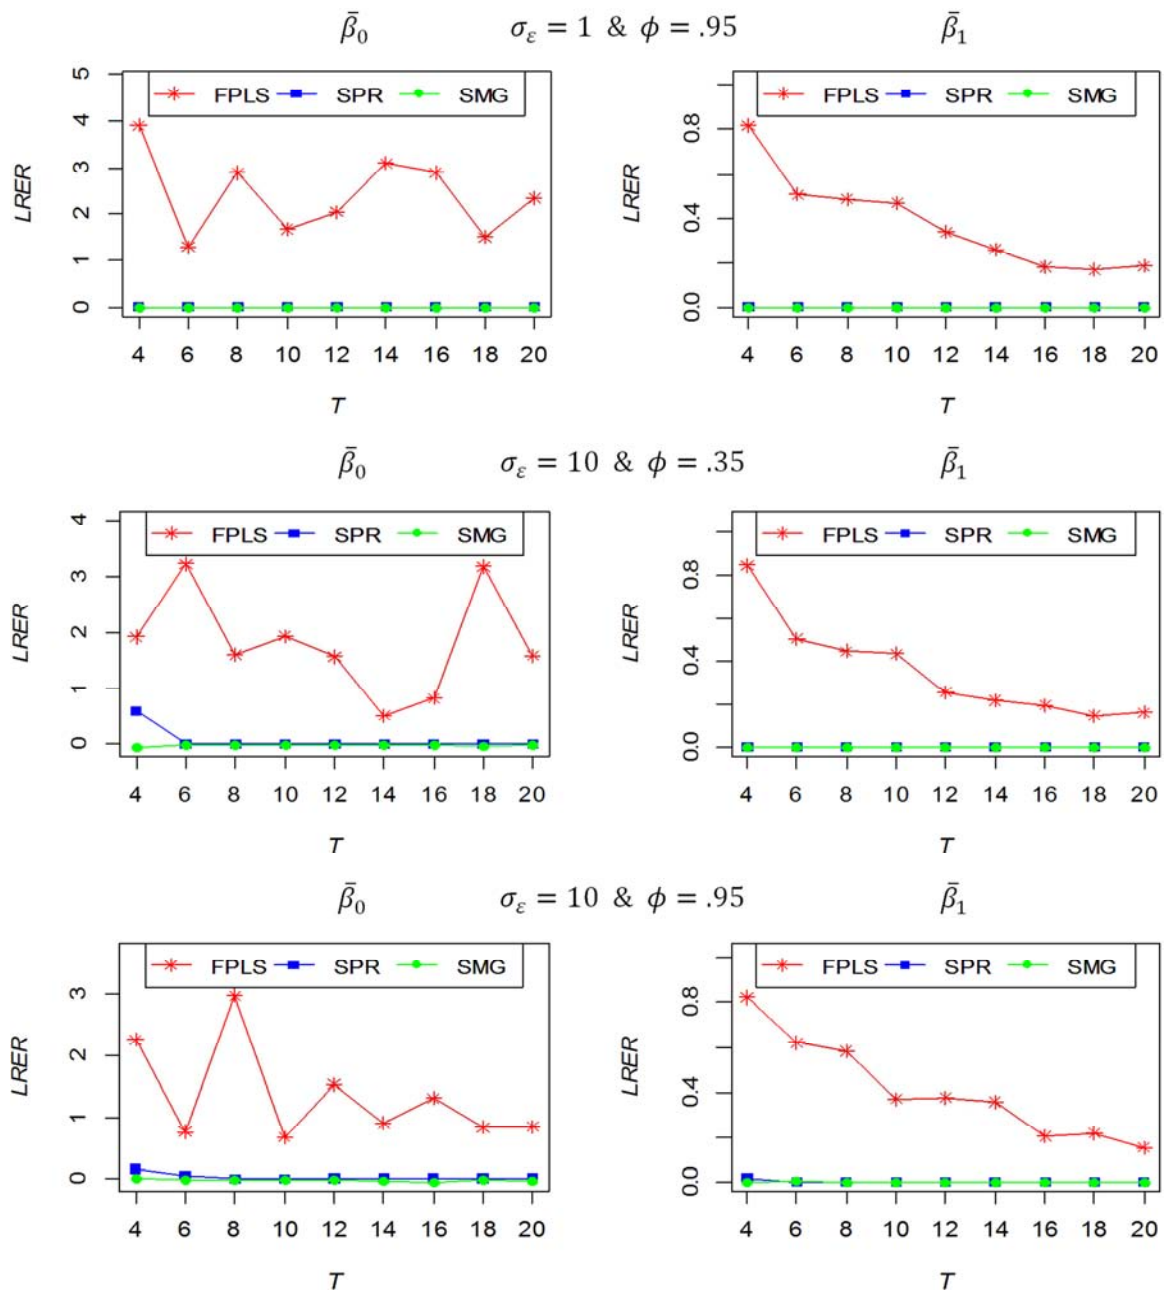 β̄₀ σ_ε = 1 & ϕ = .95 β̄₁
FPLS SPR SMG
LRER
5
4
3
2
1
0
4 6 8 10 12 14 16 18 20
T
FPLS SPR SMG
LRER
0.8
0.4
0.0
4 6 8 10 12 14 16 18 20
T
β̄₀ σ_ε = 10 & ϕ = .35 β̄₁
FPLS SPR SMG
LRER
4
3
2
1
0
4 6 8 10 12 14 16 18 20
T
FPLS SPR SMG
LRER
0.8
0.4
0.0
4 6 8 10 12 14 16 18 20
T
β̄₀ σ_ε = 10 & ϕ = .95 β̄₁
FPLS SPR SMG
LRER
3
2
1
0
4 6 8 10 12 14 16 18 20
T
FPLS SPR SMG
LRER
0.8
0.4
0.0
4 6 8 10 12 14 16 18 20
T